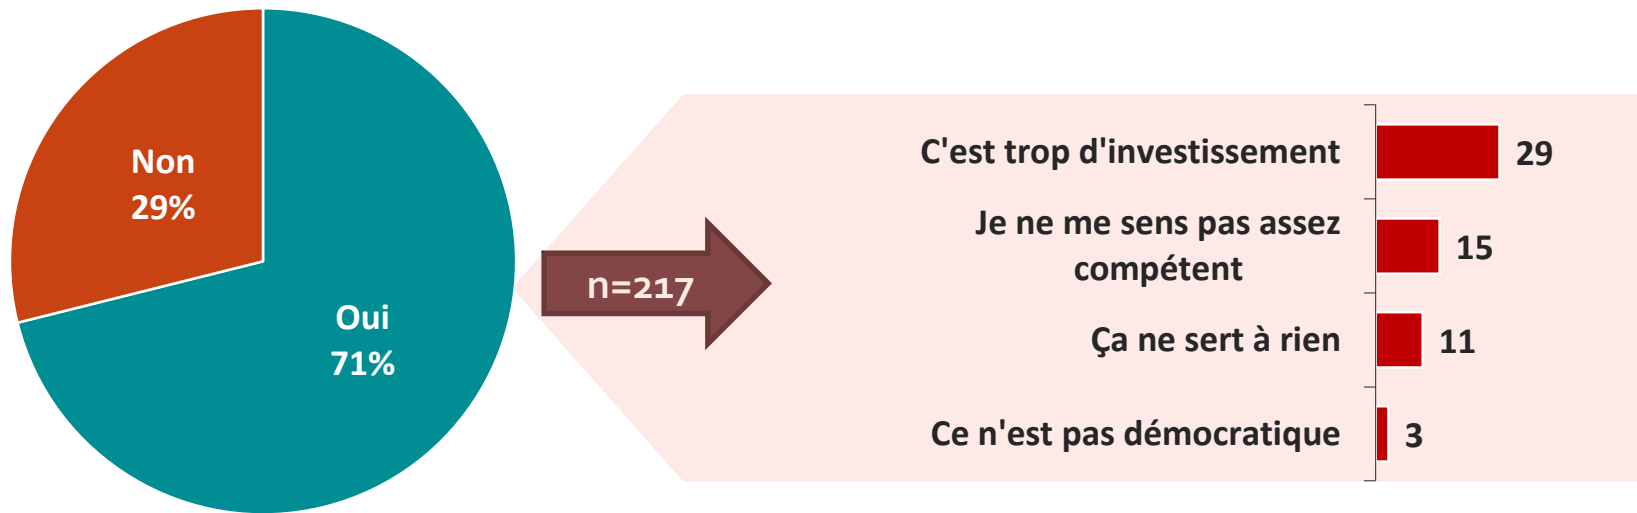 Non
29%
Oui
71%
n=217
C'est trop d'investissement
29
Je ne me sens pas assez
compétent
15
Ça ne sert à rien
11
Ce n'est pas démocratique
3